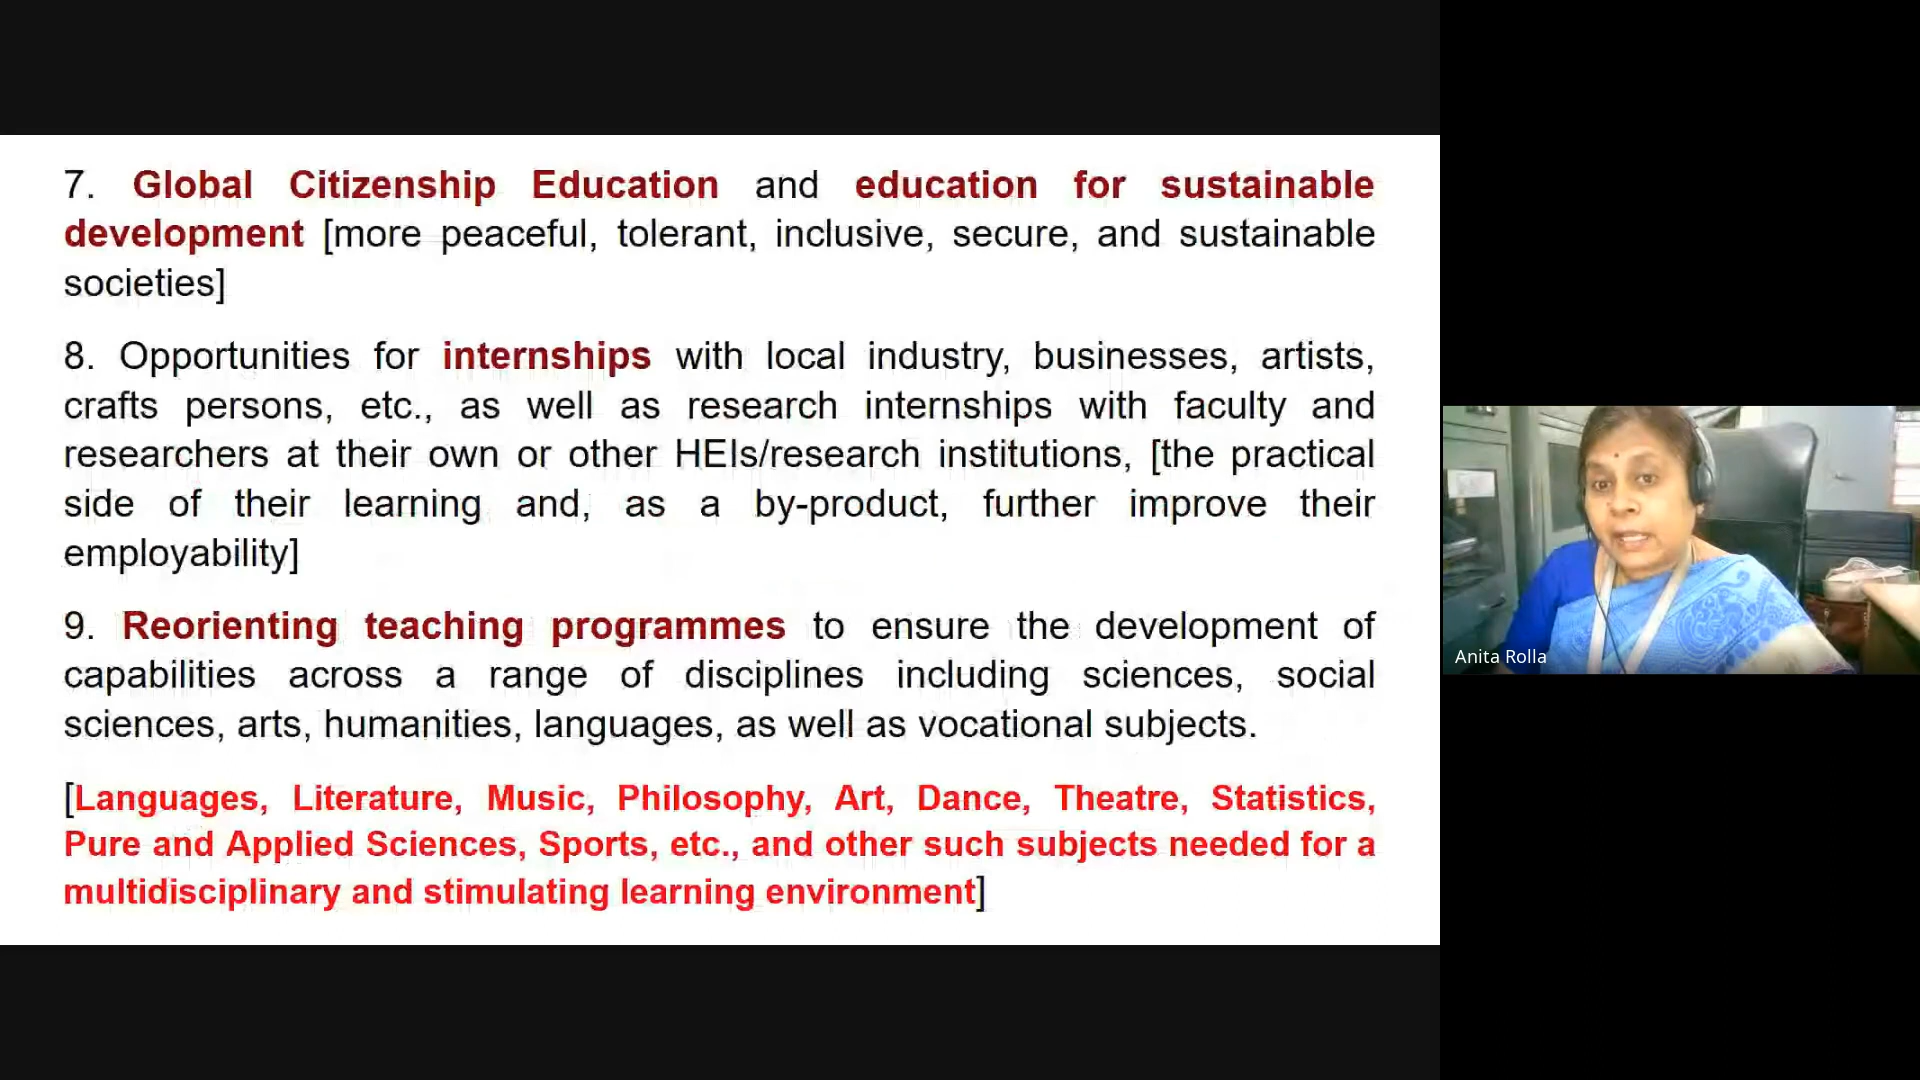 7. Global Citizenship Education and education for sustainable
development [more peaceful, tolerant, inclusive, secure, and sustainable
societies]
8. Opportunities for internships with local industry, businesses, artists,
crafts persons, etc., as well as research internships with faculty and
researchers at their own or other HEIs/research institutions, [the practical
side of their learning and, as a by-product, further improve their
employability]
9. Reorienting teaching programmes to ensure the development of
capabilities across a range of disciplines including sciences, social
sciences, arts, humanities, languages, as well as vocational subjects.
[Languages, Literature, Music, Philosophy, Art, Dance, Theatre, Statistics,
Pure and Applied Sciences, Sports, etc., and other such subjects needed for a
multidisciplinary and stimulating learning environment]
Anita Rolla